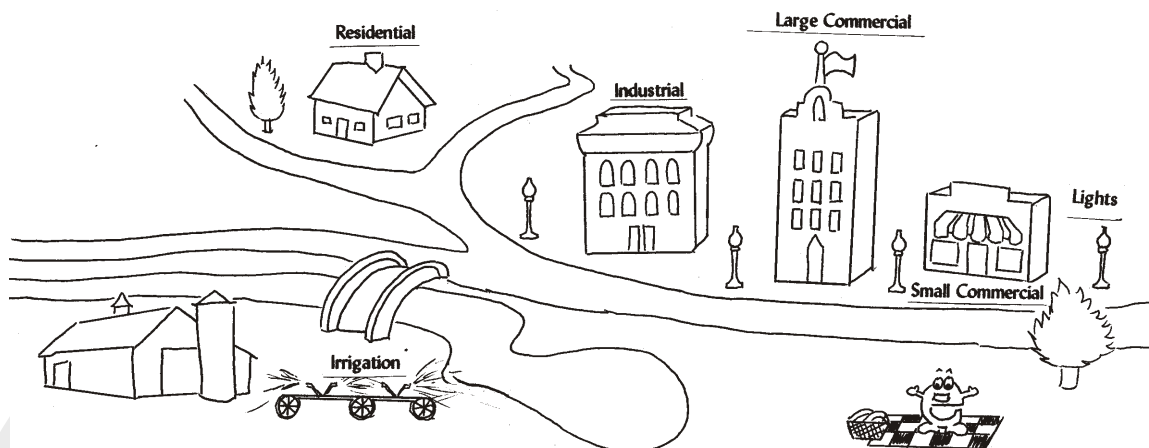 Large Commercial
Residential
Industrial
Lights
Small Commercial
Irrigation